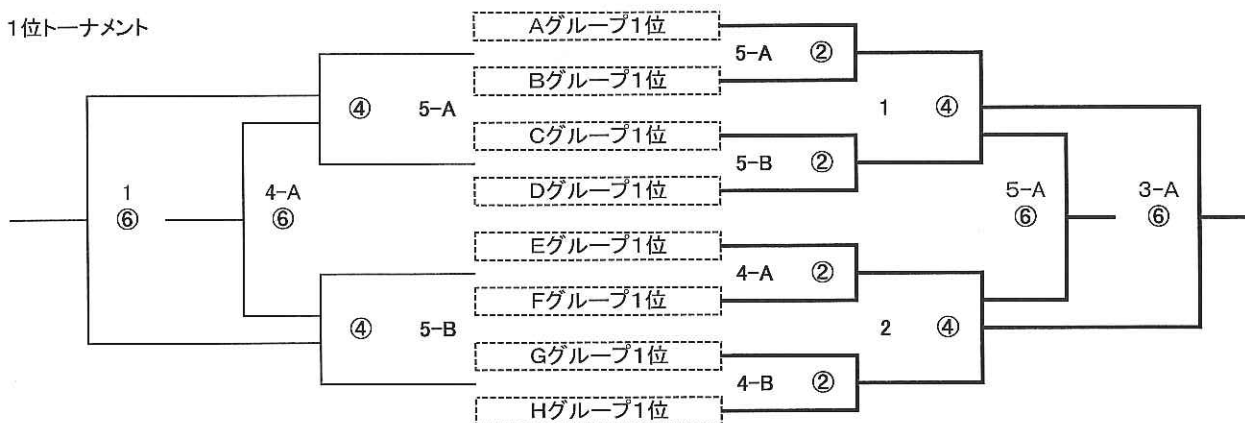 1位トーナメント
Aグループ1位
5-A ②
Bグループ1位
④ 5-A
1 ④
Cグループ1位
5-B ②
Dグループ1位
1
⑥
4-A
⑥
5-A
⑥
3-A
⑥
Eグループ1位
4-A ②
Fグループ1位
④ 5-B
2 ④
Gグループ1位
4-B ②
Hグループ1位